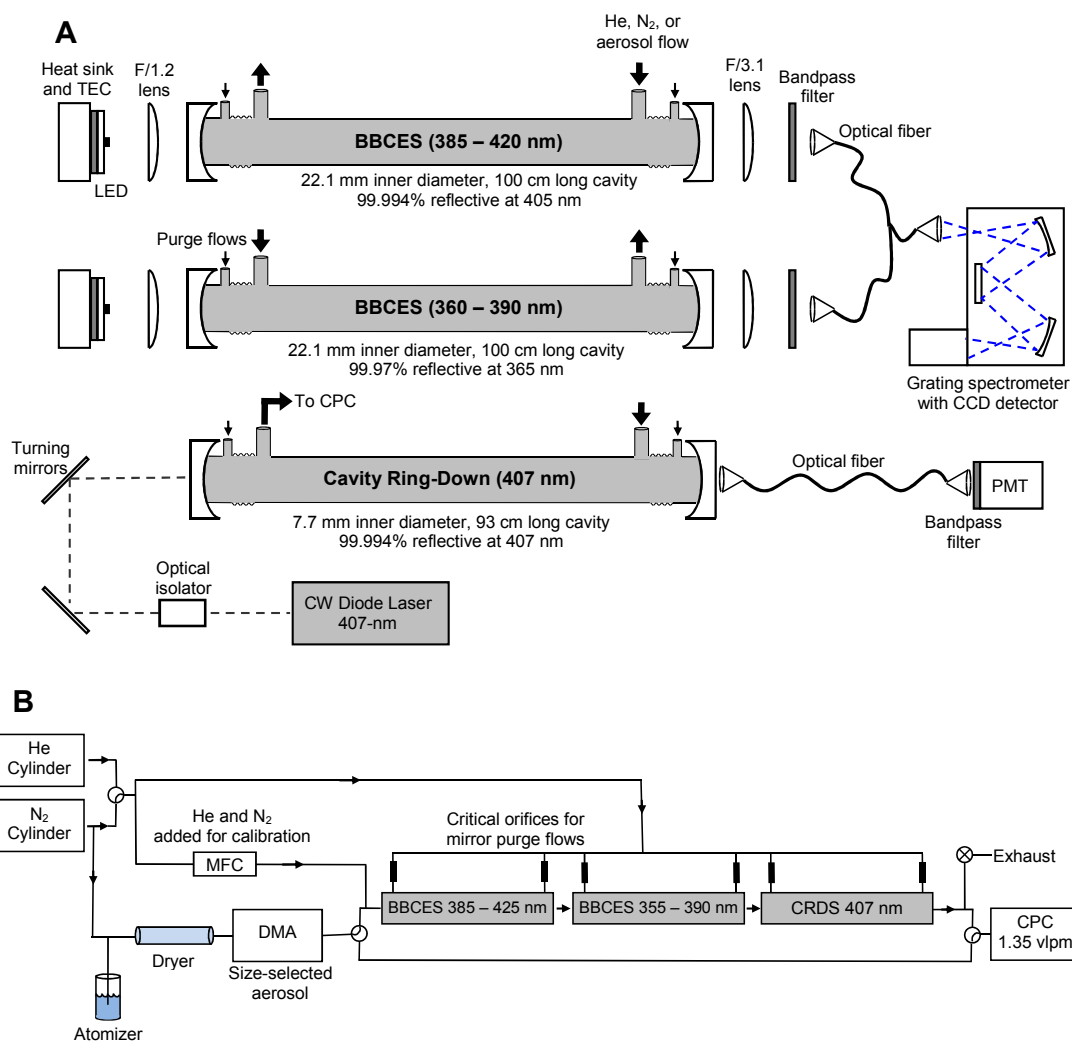 A
He, N2, or
aerosol flow
Heat sink
and TEC
F/1.2
lens
F/3.1
lens
Bandpass
filter
BBCES (385 – 420 nm)
Optical fiber
LED
22.1 mm inner diameter, 100 cm long cavity
99.994% reflective at 405 nm
Purge flows
BBCES (360 – 390 nm)
22.1 mm inner diameter, 100 cm long cavity
99.97% reflective at 365 nm
Grating spectrometer
with CCD detector
To CPC
Turning
mirrors
Cavity Ring-Down (407 nm)
Optical fiber
PMT
7.7 mm inner diameter, 93 cm long cavity
99.994% reflective at 407 nm
Bandpass
filter
Optical
isolator
CW Diode Laser
407-nm
B
He
Cylinder
N2
Cylinder
He and N2
added for calibration
MFC
Critical orifices for
mirror purge flows
Exhaust
BBCES 385 – 425 nm
BBCES 355 – 390 nm
CRDS 407 nm
CPC
1.35 vlpm
DMA
Dryer
Size-selected
aerosol
Atomizer